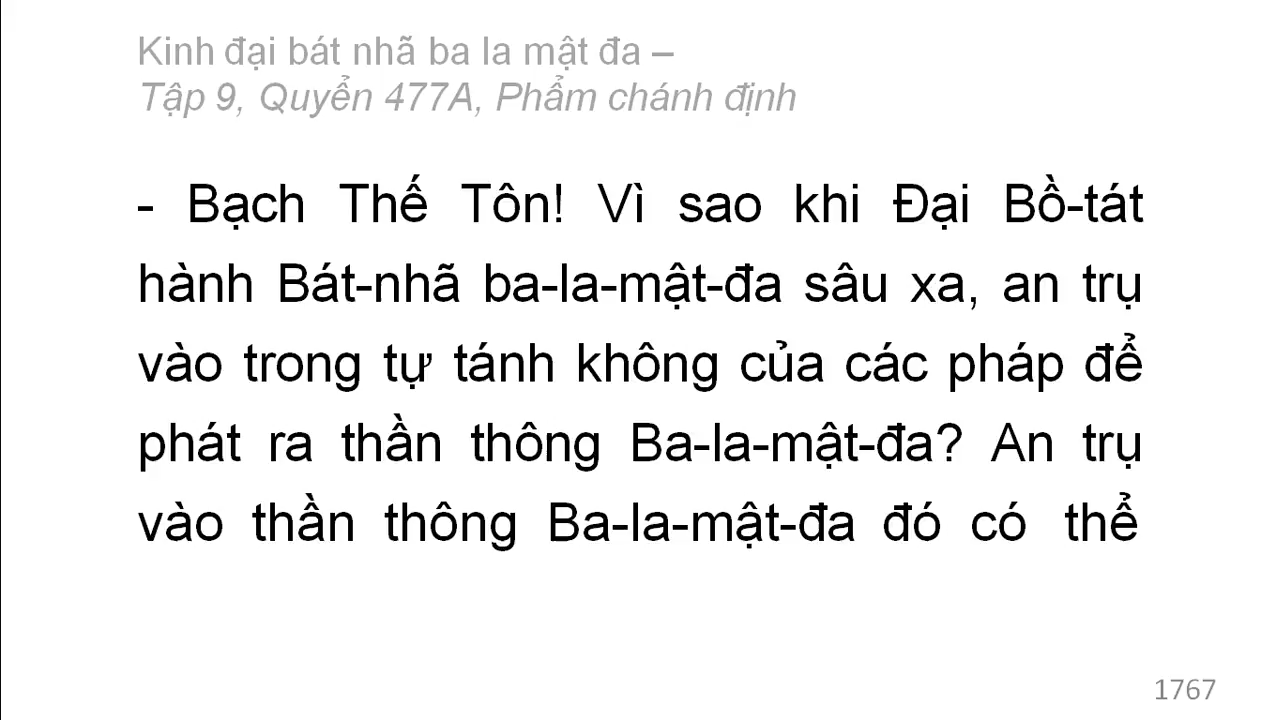 Kinh đại bát nhã ba la mật đa –
Tập 9, Quyển 477A, Phẩm chánh định
- Bạch Thế Tôn! Vì sao khi Đại Bồ-tát
hành Bát-nhã ba-la-mật-đa sâu xa, an trụ
vào trong tự tánh không của các pháp để
phát ra thần thông Ba-la-mật-đa? An trụ
vào thần thông Ba-la-mật-đa đó có thể
1767